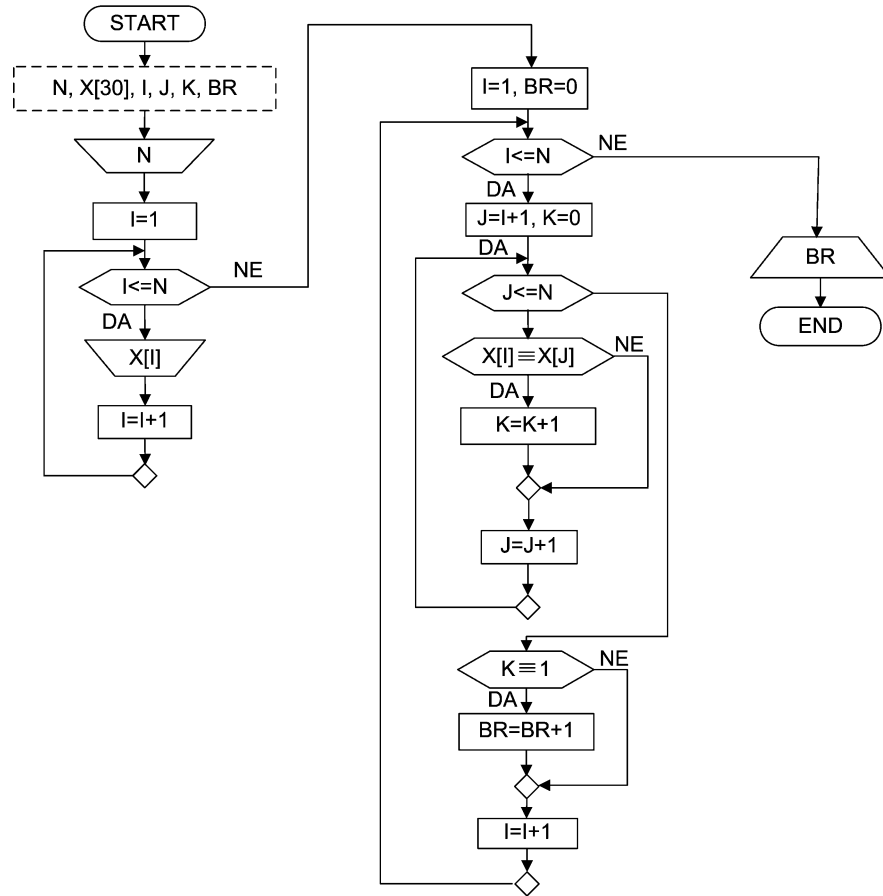 START
N, X[30], I, J, K, BR
N
I=1
I<=N
NE
DA
X[I]
I=I+1
I=1, BR=0
I<=N
NE
DA
J=I+1, K=0
DA
J<=N
X[I]≡X[J]
NE
DA
K=K+1
J=J+1
K≡1
NE
DA
BR=BR+1
I=I+1
BR
END